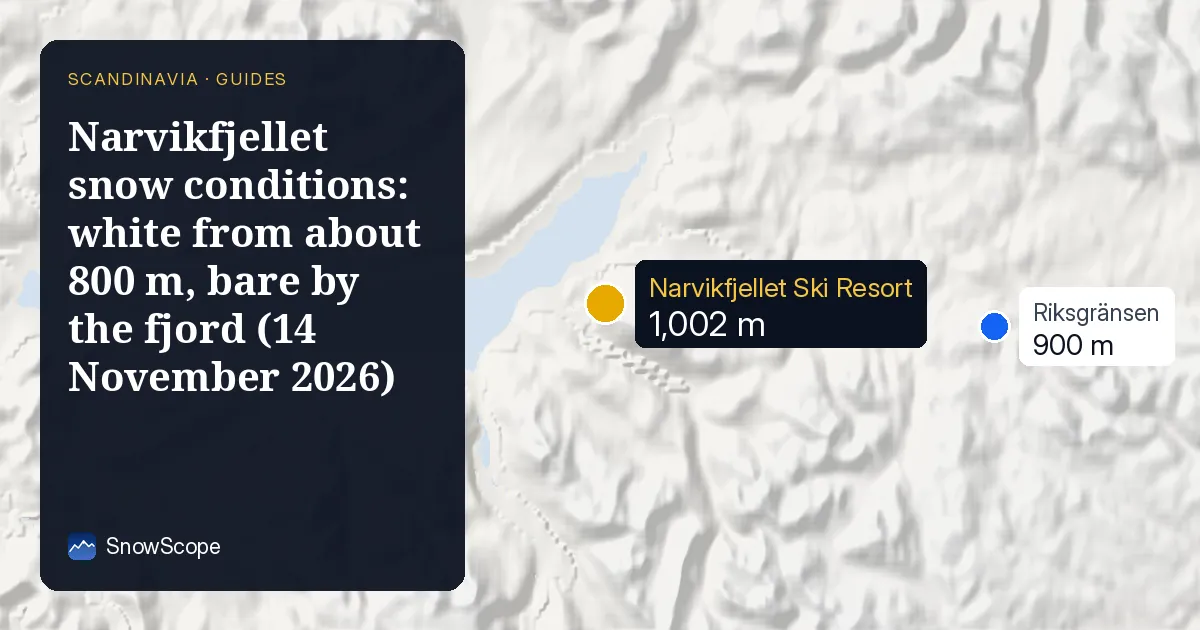 SCANDINAVIA · GUIDES
Narvikfjellet
snow conditions:
white from about
800 m, bare by
the fjord (14
November 2026)
SnowScope
Narvikfjellet Ski Resort
1,002 m
Riksgränsen
900 m